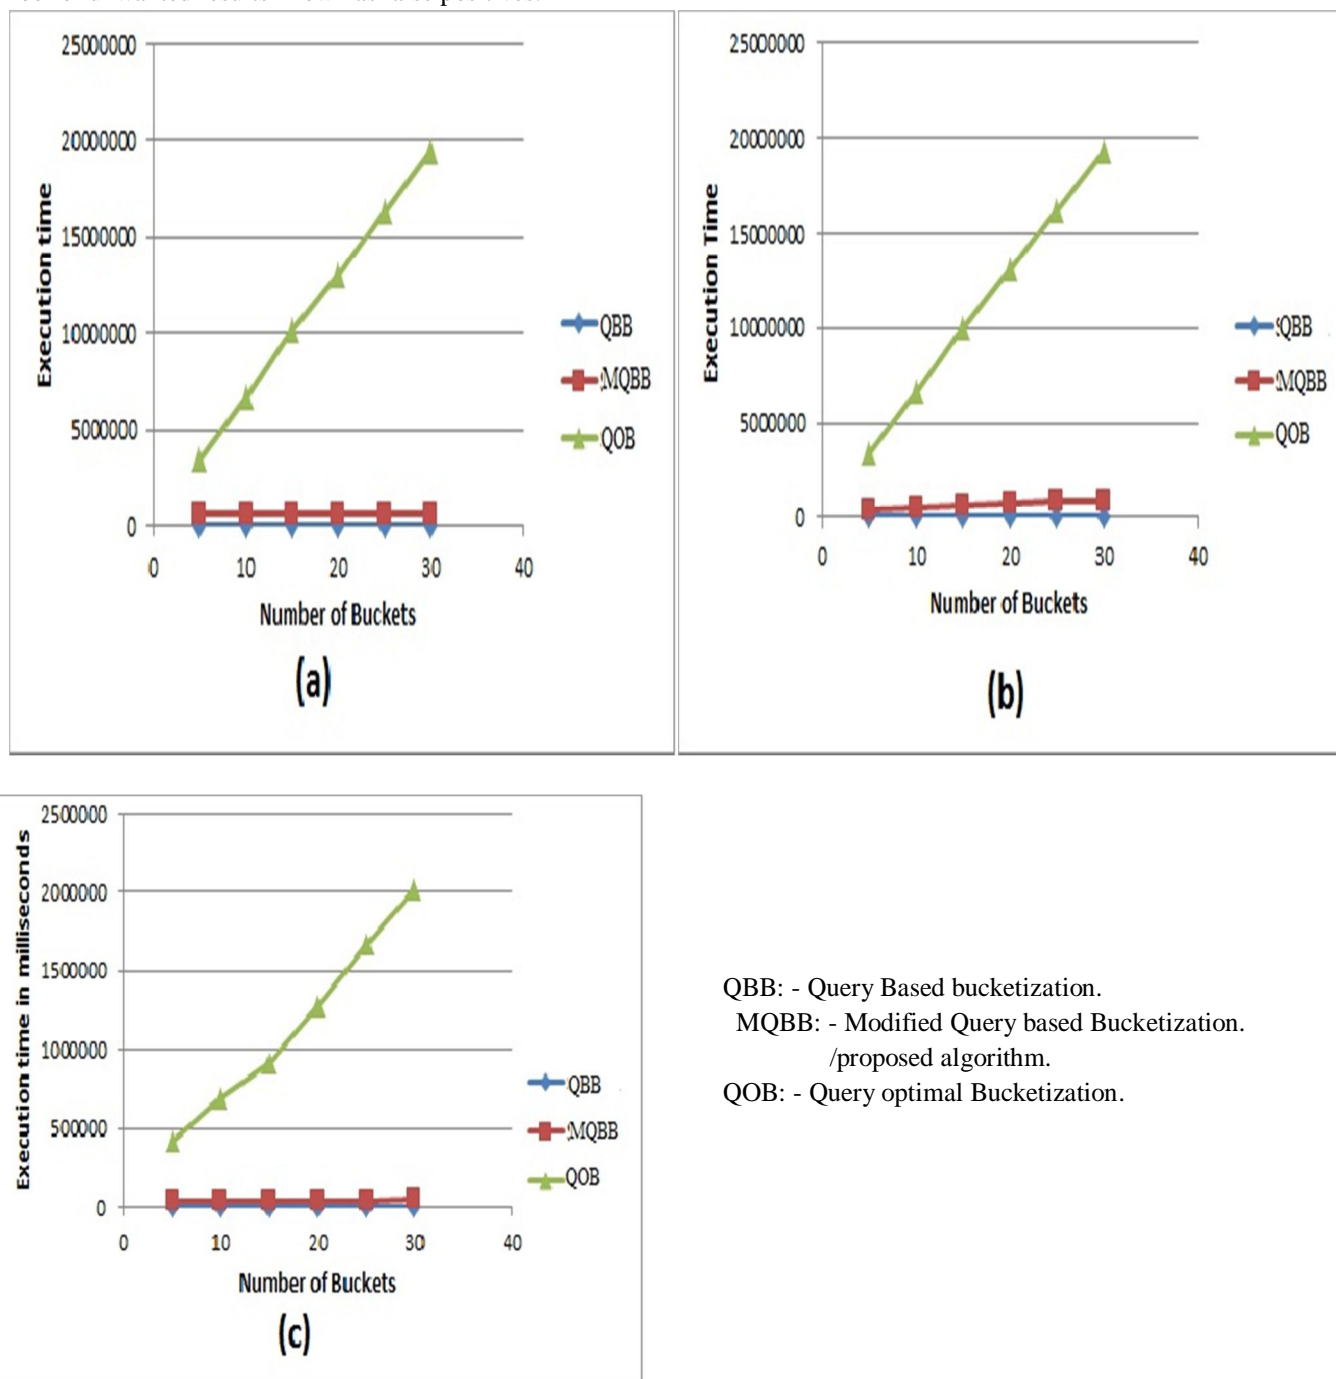 25000000
20000000
15000000
10000000
5000000
0
Execution time
0 10 20 30 40
Number of Buckets
QBB
MQBB
QOB
(a)
25000000
20000000
15000000
10000000
5000000
0
Execution Time
0 10 20 30 40
Number of Buckets
QBB
MQBB
QOB
(b)
2500000
2000000
1500000
1000000
500000
0
Execution time in milliseconds
0 10 20 30 40
Number of Buckets
QBB
MQBB
QOB
(c)
QBB: - Query Based bucketization.
MQBB: - Modified Query based Bucketization.
/proposed algorithm.
QOB: - Query optimal Bucketization.